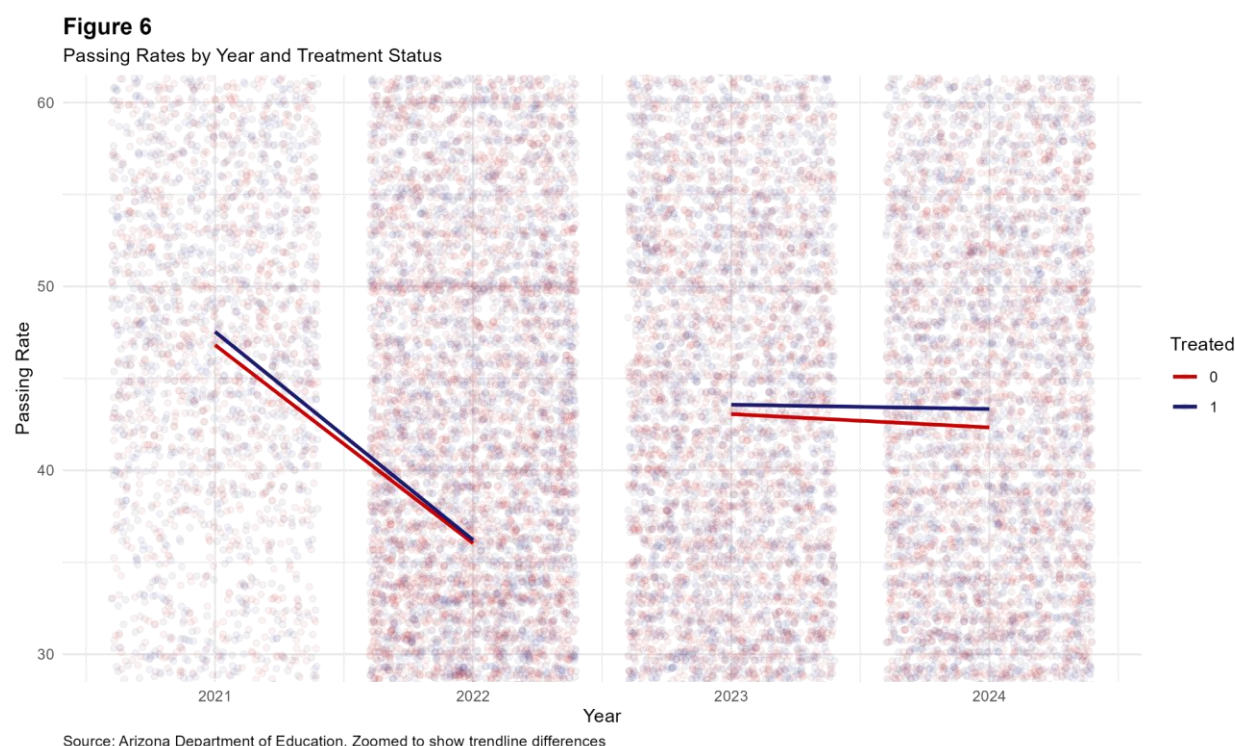 Figure 6
Passing Rates by Year and Treatment Status
60
50
40
30
Passing Rate
2021 2022 2023 2024
Year
Treated
0
1
Source: Arizona Department of Education. Zoomed to show trendline differences